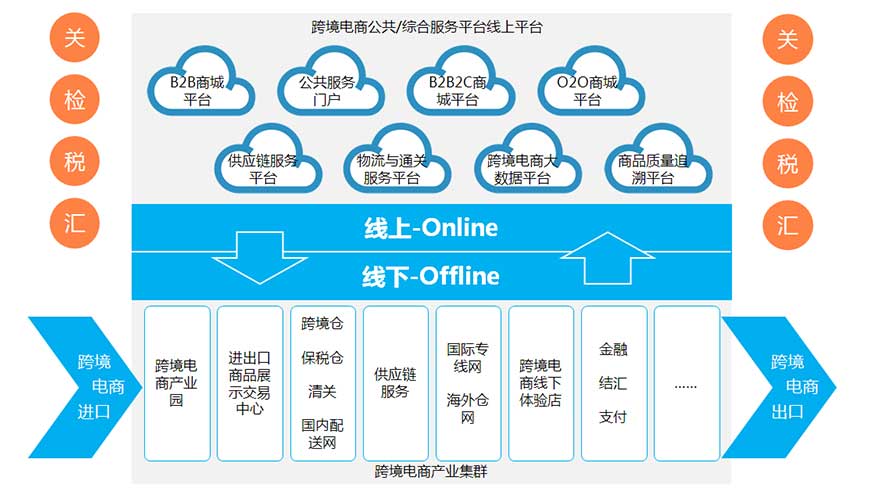 跨境电商公共/综合服务平台线上平台
关
检
税
汇
B2B商城
平台
公共服务
门户
B2B2C商
城平台
O2O商城
平台
供应链服务
平台
物流与通关
服务平台
跨境电商大
数据平台
商品质量追
溯平台
关
检
税
汇
线上-Online
线下-Offline
跨境
电商
进口
跨境电
商产业
园
进出口
商品展
示交易
中心
跨境仓
保税仓
清关
国内配
送网
供应链
服务
国际专
线网
海外仓
网
跨境电
商线下
体验店
金融
结汇
支付
......
跨境
电商
出口
跨境电商产业集群